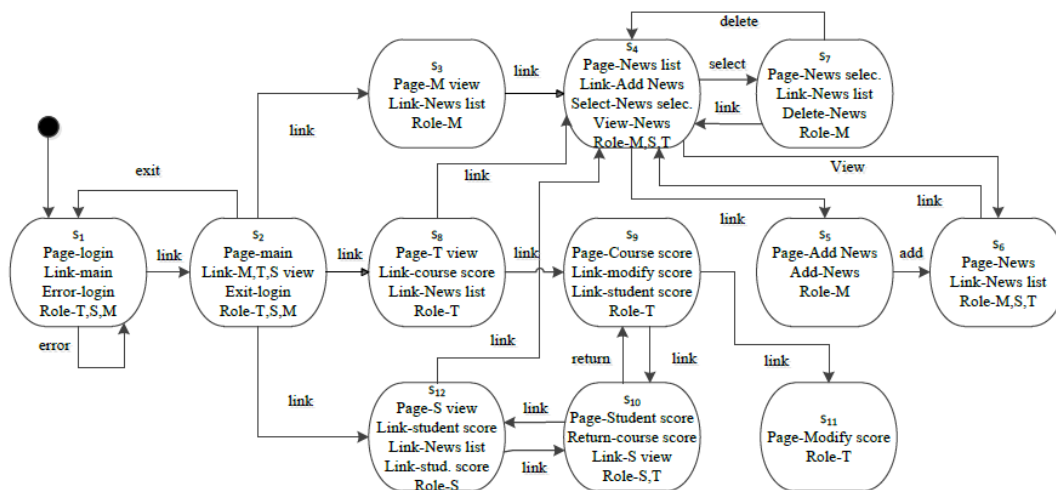 delete
S3
Page-M view
Link-News list
Role-M
link
S4
Page-News list
Link-Add News
Select-News selec.
View-News
Role-M,S,T
select
link
S7
Page-News selec.
Link-News list
Delete-News
Role-M
link
View
exit
link
link
link
S1
Page-login
Link-main
Error-login
Role-T,S,M
link
S2
Page-main
Link-M,T,S view
Exit-login
Role-T,S,M
link
S8
Page-T view
Link-course score
Link-News list
Role-T
link
S9
Page-Course score
Link-modify score
Link-student score
Role-T
S5
Page-Add News
Add-News
Role-M
add
S6
Page-News
Link-News list
Role-M,S,T
error
link
return
link
link
link
S12
Page-S view
Link-student score
Link-News list
Link-stud. score
Role-S
link
link
S10
Page-Student score
Return-course score
Link-S view
Role-S,T
S11
Page-Modify score
Role-T